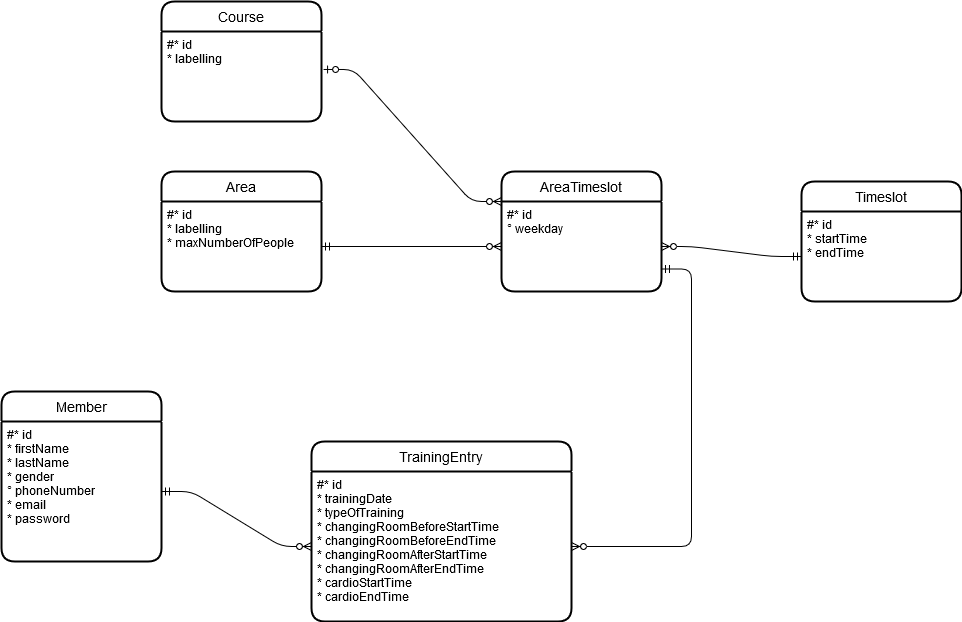 Course
#* id
* labelling
Area
#* id
* labelling
* maxNumberOfPeople
AreaTimeslot
#* id
° weekday
Timeslot
#* id
* startTime
* endTime
Member
#* id
* firstName
* lastName
* gender
° phoneNumber
* email
* password
TrainingEntry
#* id
* trainingDate
* typeOfTraining
* changingRoomBeforeStartTime
* changingRoomBeforeEndTime
* changingRoomAfterStartTime
* changingRoomAfterEndTime
* cardioStartTime
* cardioEndTime